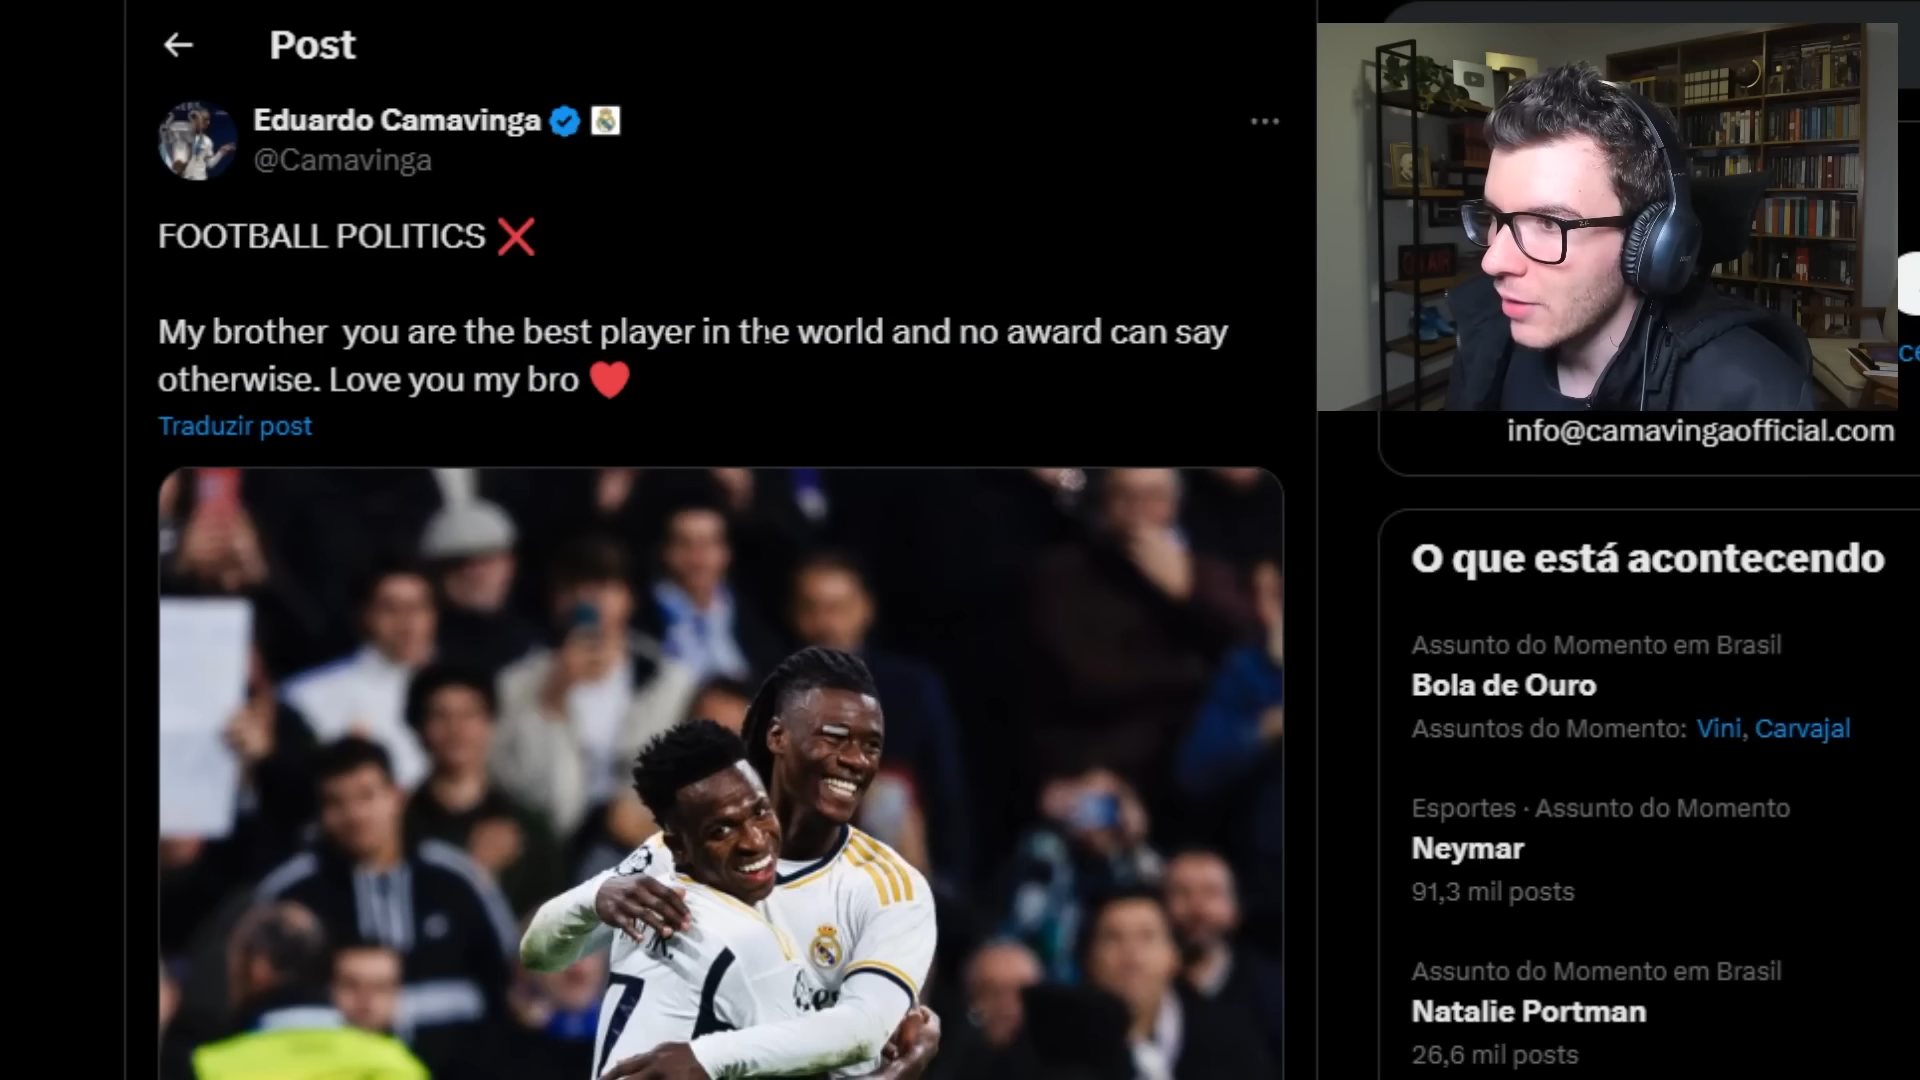 Post
Eduardo Camavinga
@Camavinga
FOOTBALL POLITICS ❌
My brother you are the best player in the world and no award can say
otherwise. Love you my bro ❤️
Traduzir post
ON AIR
info@camavingaofficial.com
O que está acontecendo
Assunto do Momento em Brasil
Bola de Ouro
Assuntos do Momento: Vini, Carvajal
Esportes · Assunto do Momento
Neymar
91,3 mil posts
Assunto do Momento em Brasil
Natalie Portman
26,6 mil posts
7